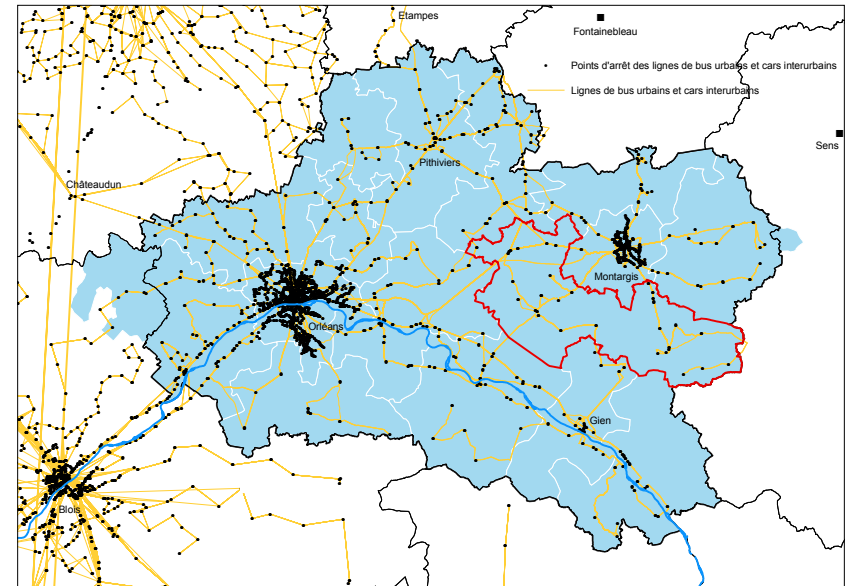 Etampes
Fontainebleau
Points d'arrêt des lignes de bus urbains et cars interurbains
Lignes de bus urbains et cars interurbains
Sens
Pithiviers
Châteaudun
Montargis
Orléans
Gien
Blois